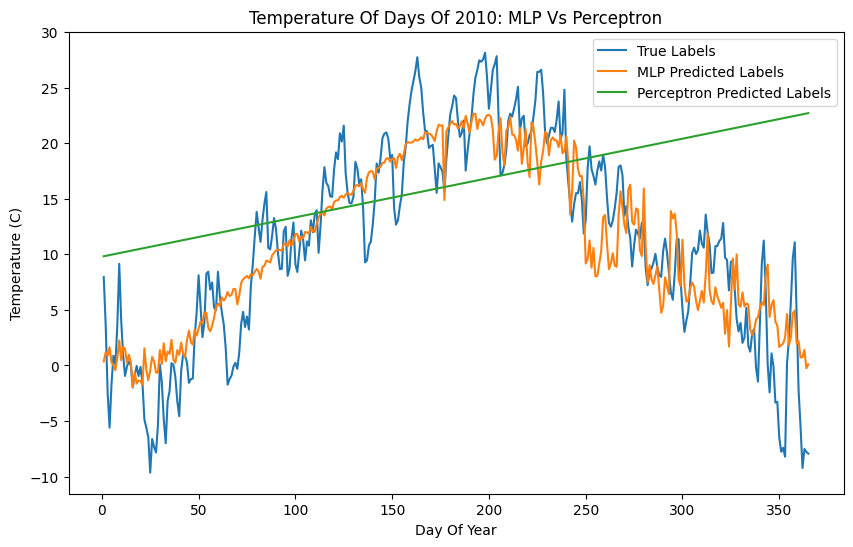 Temperature Of Days Of 2010: MLP Vs Perceptron
True Labels
MLP Predicted Labels
Perceptron Predicted Labels
Temperature (C)
30
25
20
15
10
5
0
−5
−10
0 50 100 150 200 250 300 350
Day Of Year